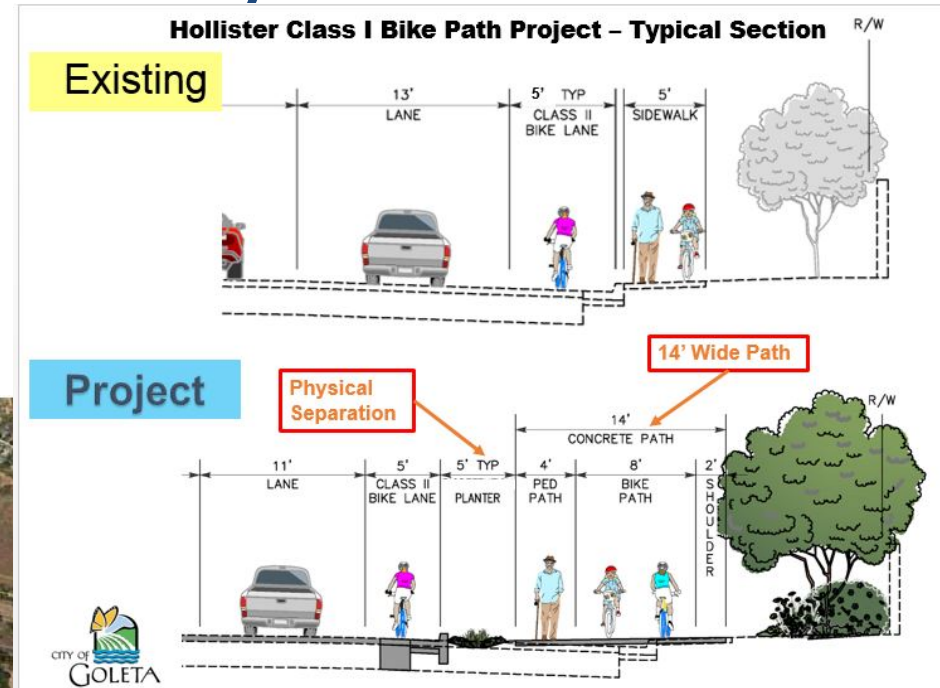 Hollister Class I Bike Path Project – Typical Section
R/W
Existing
13'
LANE
5' TYP
CLASS II
BIKE LANE
5'
SIDEWALK
14' Wide Path
Project
Physical
Separation
R/W
14'
CONCRETE PATH
11'
LANE
5'
CLASS II
BIKE LANE
5' TYP
PLANTER
4'
PED
PATH
8'
BIKE
PATH
2'
SHOULDER
CITY OF
GOLETA